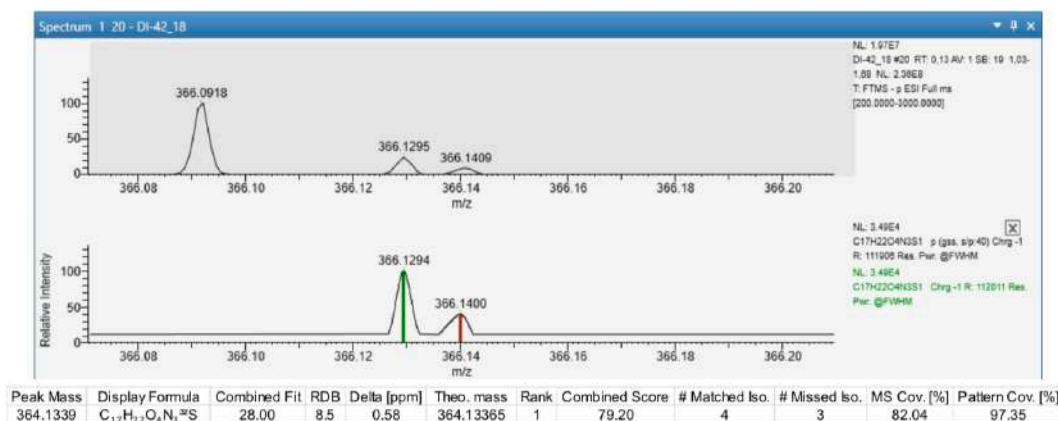 Spectrum 1 20 - DI-42_18
NL: 1.97E7
DI-42_18 #20 RT: 0,13 AV: 1 SB: 19 1,03-
1,68 NL: 2.36E8
T: FTMS - p ESI Full ms
[200.0000-3000.0000]
366.0918
366.1295
366.1409
100
50
0
366.08 366.10 366.12 366.14 366.16 366.18 366.20
m/z
NL: 3.49E4
C17H22O4N3S1 p (gss, s/p:40) Chrg -1
R: 111906 Res. Pwr. @FWHM
NL: 3.49E4
C17H22O4N3S1 Chrg -1 R: 112011 Res.
Pwr. @FWHM
Relative Intensity
366.1294
366.1400
100
50
0
366.08 366.10 366.12 366.14 366.16 366.18 366.20
m/z
Peak Mass Display Formula Combined Fit RDB Delta [ppm] Theo. mass Rank Combined Score # Matched Iso. # Missed Iso. MS Cov. [%] Pattern Cov. [%]
364.1339 C₁₇H₂₂O₄N₃³²S 28.00 8.5 0.58 364.13365 1 79.20 4 3 82.04 97.35